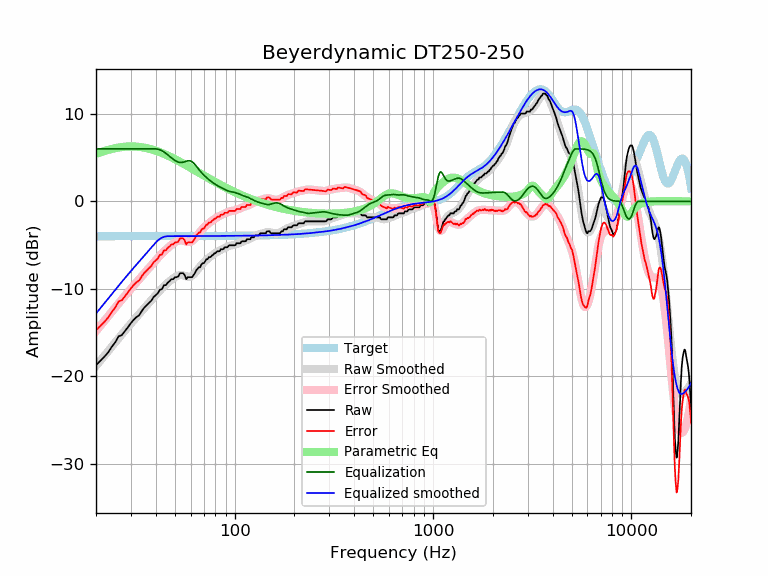 Beyerdynamic DT250-250
Amplitude (dBr)
10
0
−10
−20
−30
100
1000
10000
Frequency (Hz)
Target
Raw Smoothed
Error Smoothed
Raw
Error
Parametric Eq
Equalization
Equalized smoothed